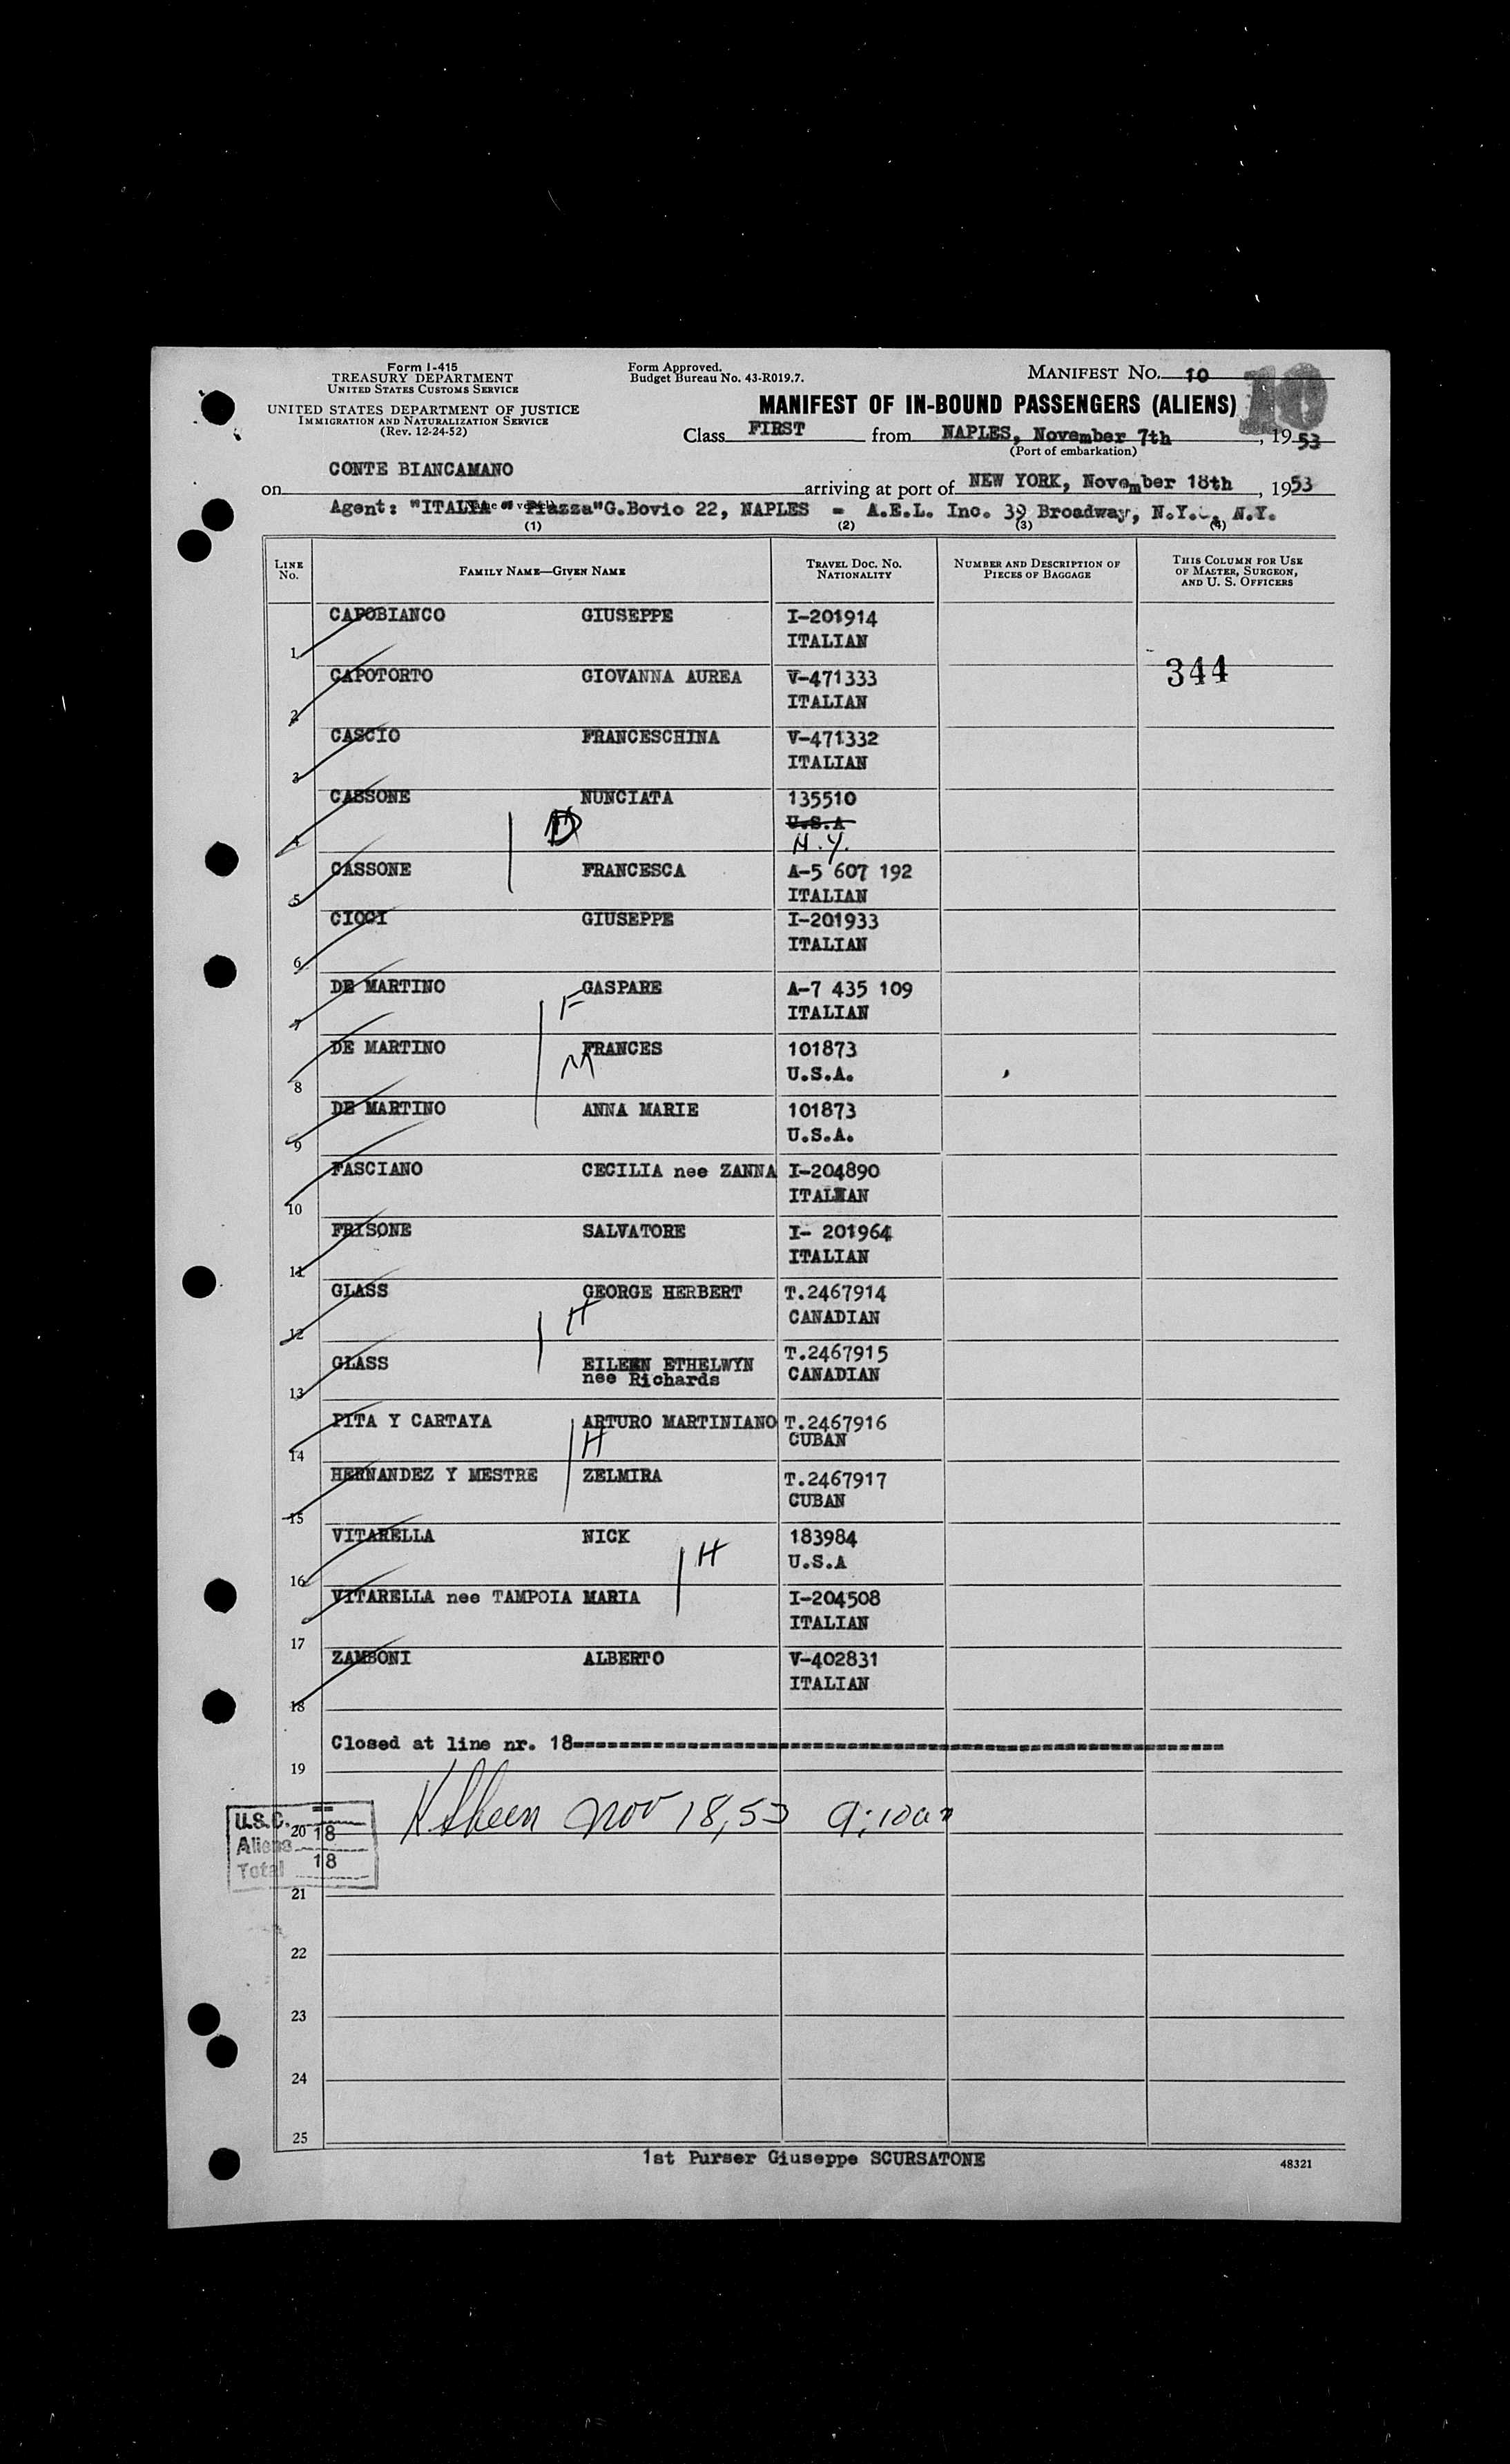 Form I-415
TREASURY DEPARTMENT
UNITED STATES CUSTOMS SERVICE
UNITED STATES DEPARTMENT OF JUSTICE
IMMIGRATION AND NATURALIZATION SERVICE
(Rev. 12-24-52)
Form Approved.
Budget Bureau No. 43-R019.7.
MANIFEST No. 10
10
MANIFEST OF IN-BOUND PASSENGERS (ALIENS)
Class FIRST from NAPLES, November 7th, 1953
(Port of embarkation)
on CONTE BIANCAMANO arriving at port of NEW YORK, November 18th, 1953
Agent: "ITALIA " Piazza"G.Bovio 22, NAPLES - A.E.L. Inc. 39 Broadway, N.Y. N.Y.
(1) (2) (3) (4)
LINE No.
FAMILY NAME—GIVEN NAME
TRAVEL DOC. NO. NATIONALITY
NUMBER AND DESCRIPTION OF PIECES OF BAGGAGE
THIS COLUMN FOR USE OF MASTER, SURGEON, AND U. S. OFFICERS
1 CAPOBIANCO GIUSEPPE I-201914
ITALIAN
344
2 CAPOTORTO GIOVANNA AUREA V-471333
ITALIAN
3 CASCIO FRANCESCHINA V-471332
ITALIAN
4 CASSONE NUNCIATA 135510
U.S.A
N.Y.
D
5 CASSONE FRANCESCA A-5 607 192
ITALIAN
6 CIOCI GIUSEPPE I-201933
ITALIAN
7 DE MARTINO GASPARE A-7 435 109
F ITALIAN
8 DE MARTINO FRANCES 101873
M U.S.A.
9 DE MARTINO ANNA MARIE 101873
U.S.A.
10 FASCIANO CECILIA nee ZANNA I-204890
ITALIAN
11 FRISONE SALVATORE I- 201964
ITALIAN
12 GLASS GEORGE HERBERT T.2467914
H CANADIAN
13 GLASS EILEEN ETHELWYN T.2467915
nee Richards CANADIAN
14 PITA Y CARTAYA ARTURO MARTINIANO T.2467916
H CUBAN
15 HERNANDEZ Y MESTRE ZELMIRA T.2467917
CUBAN
16 VITARELLA NICK 183984
H U.S.A
17 VITARELLA nee TAMPOIA MARIA I-204508
ITALIAN
18 ZAMBONI ALBERTO V-402831
ITALIAN
Closed at line nr. 18
19
Nov 18, 53 9:10am
U.S.C. --
20
Aliens 18
Total 18
21
22
23
24
25
1st Purser Giuseppe SCURSATONE
48321